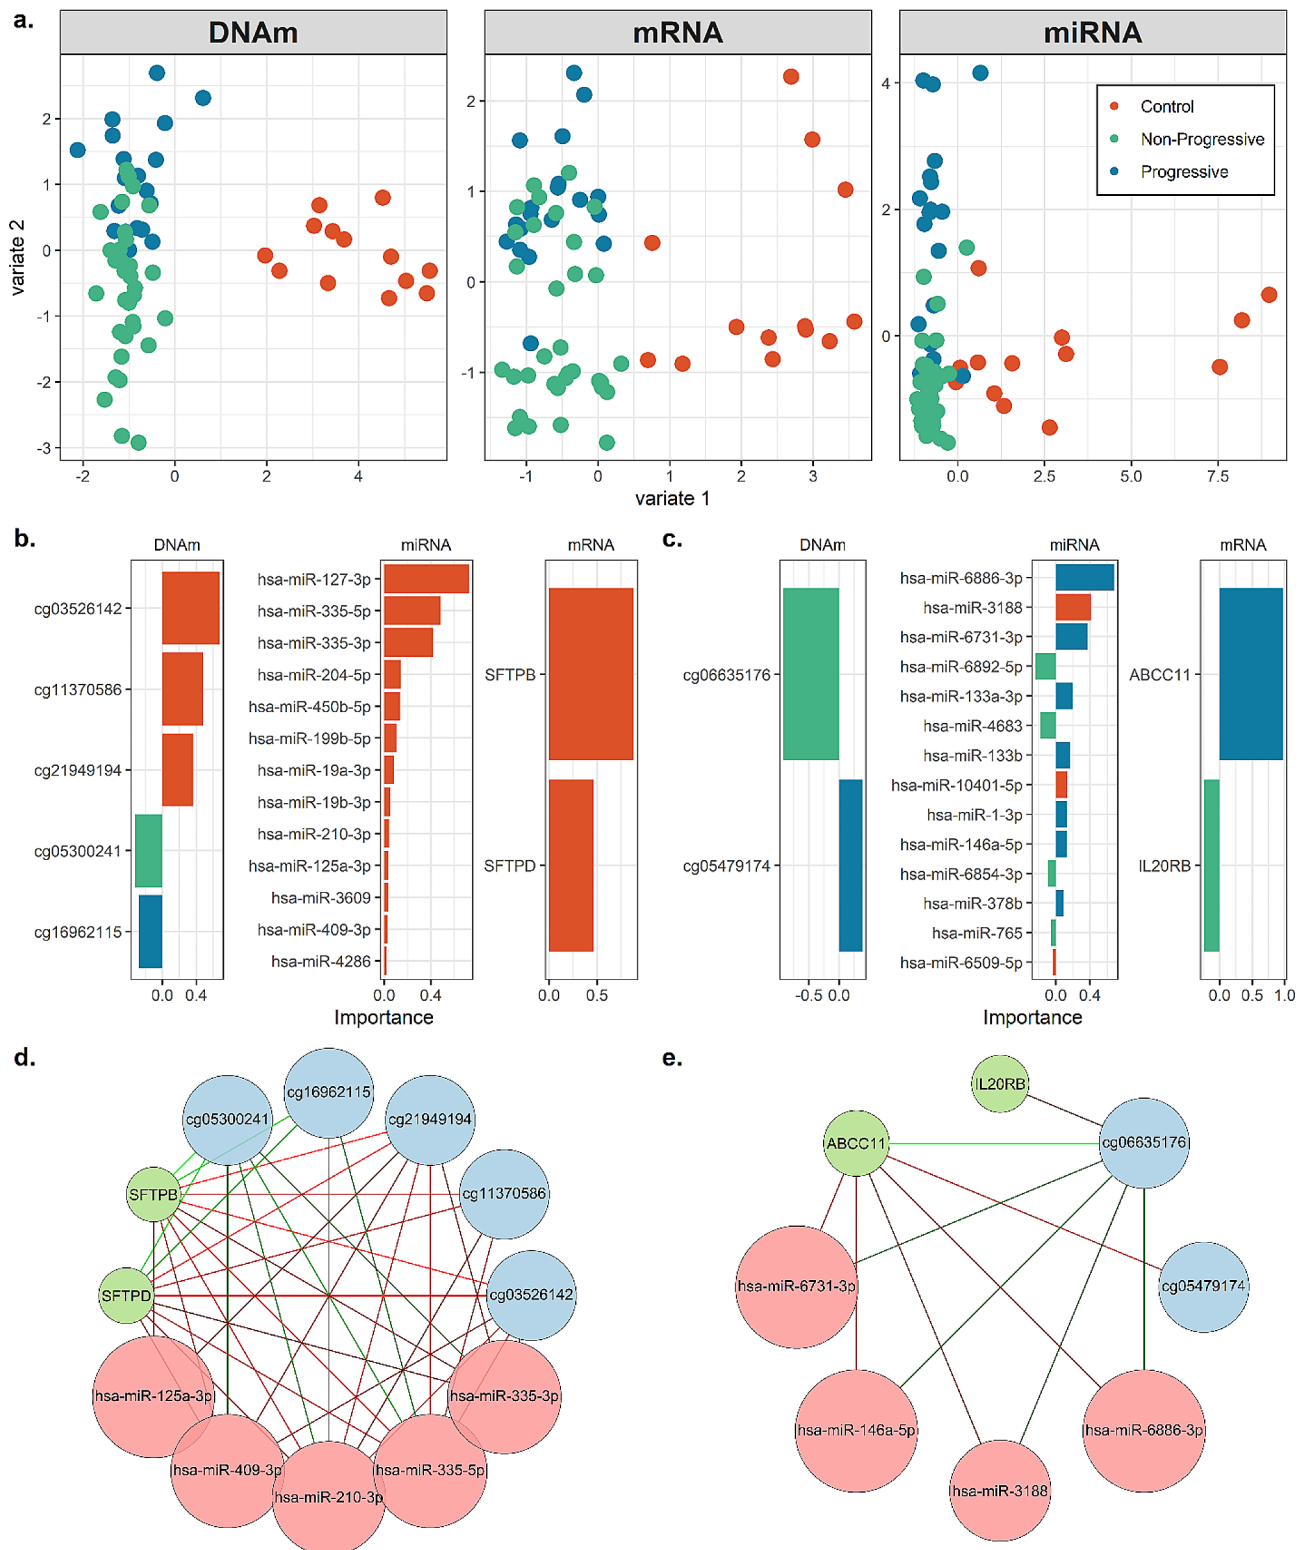 a.
DNAm
mRNA
miRNA
variate 2
2
1
0
-1
-2
-3
2
1
0
-1
4
2
0
Control
Non-Progressive
Progressive
-2 0 2 4
-1 0 1 2 3
0.0 2.5 5.0 7.5
variate 1
b.
DNAm
miRNA
mRNA
cg03526142
cg11370586
cg21949194
cg05300241
cg16962115
0.0 0.4
hsa-miR-127-3p
hsa-miR-335-5p
hsa-miR-335-3p
hsa-miR-204-5p
hsa-miR-450b-5p
hsa-miR-199b-5p
hsa-miR-19a-3p
hsa-miR-19b-3p
hsa-miR-210-3p
hsa-miR-125a-3p
hsa-miR-3609
hsa-miR-409-3p
hsa-miR-4286
0.0 0.4
SFTPB
SFTPD
0.0 0.5
Importance
c.
DNAm
miRNA
mRNA
cg06635176
cg05479174
-0.5 0.0
hsa-miR-6886-3p
hsa-miR-3188
hsa-miR-6731-3p
hsa-miR-6892-5p
hsa-miR-133a-3p
hsa-miR-4683
hsa-miR-133b
hsa-miR-10401-5p
hsa-miR-1-3p
hsa-miR-146a-5p
hsa-miR-6854-3p
hsa-miR-378b
hsa-miR-765
hsa-miR-6509-5p
0.0 0.4
ABCC11
IL20RB
0.0 0.5 1.0
Importance
d.
cg16962115
cg05300241
cg21949194
SFTPB
cg11370586
SFTPD
cg03526142
hsa-miR-125a-3p
hsa-miR-335-3p
hsa-miR-409-3p
hsa-miR-335-5p
hsa-miR-210-3p
e.
IL20RB
ABCC11
cg06635176
hsa-miR-6731-3p
cg05479174
hsa-miR-146a-5p
hsa-miR-6886-3p
hsa-miR-3188